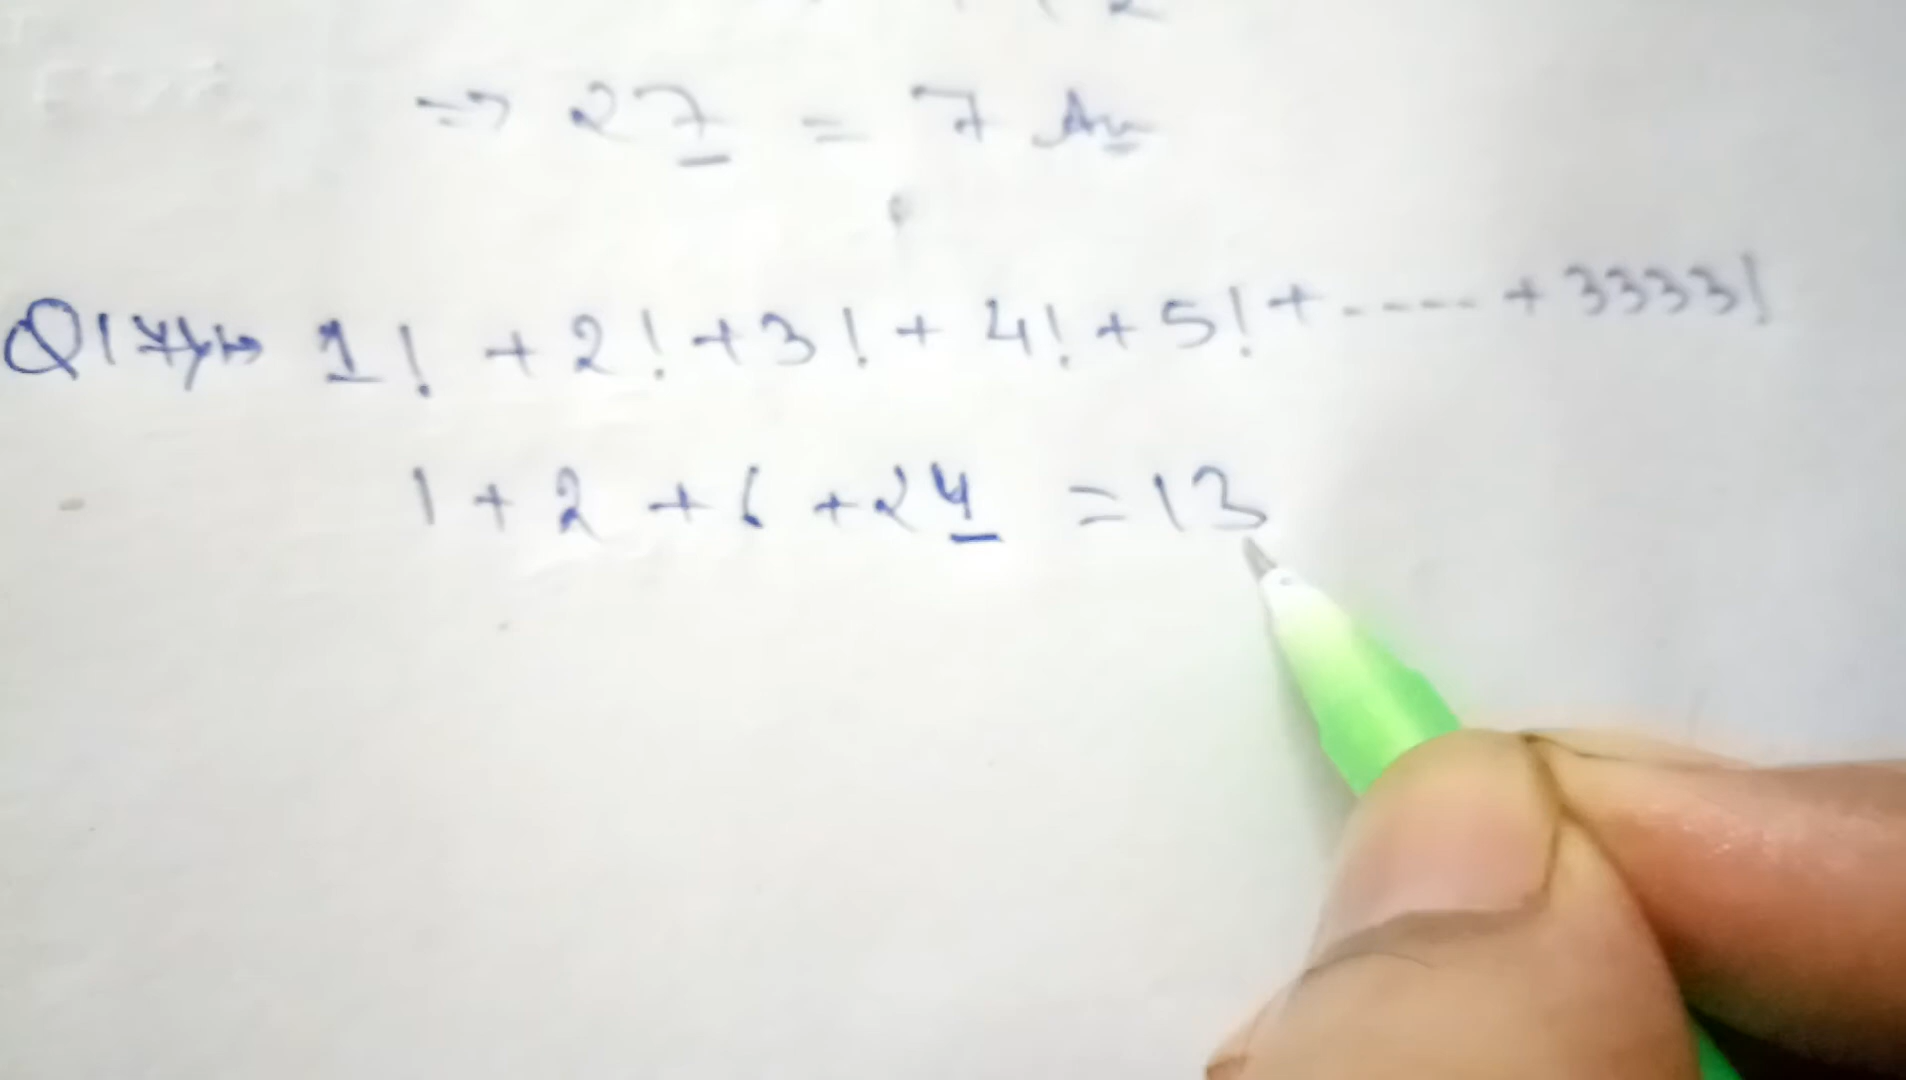 => 27 = 7 Ans
Q17) 1! + 2! + 3! + 4! + 5! + ---- + 3333!
1 + 2 + 6 + 24 = 13